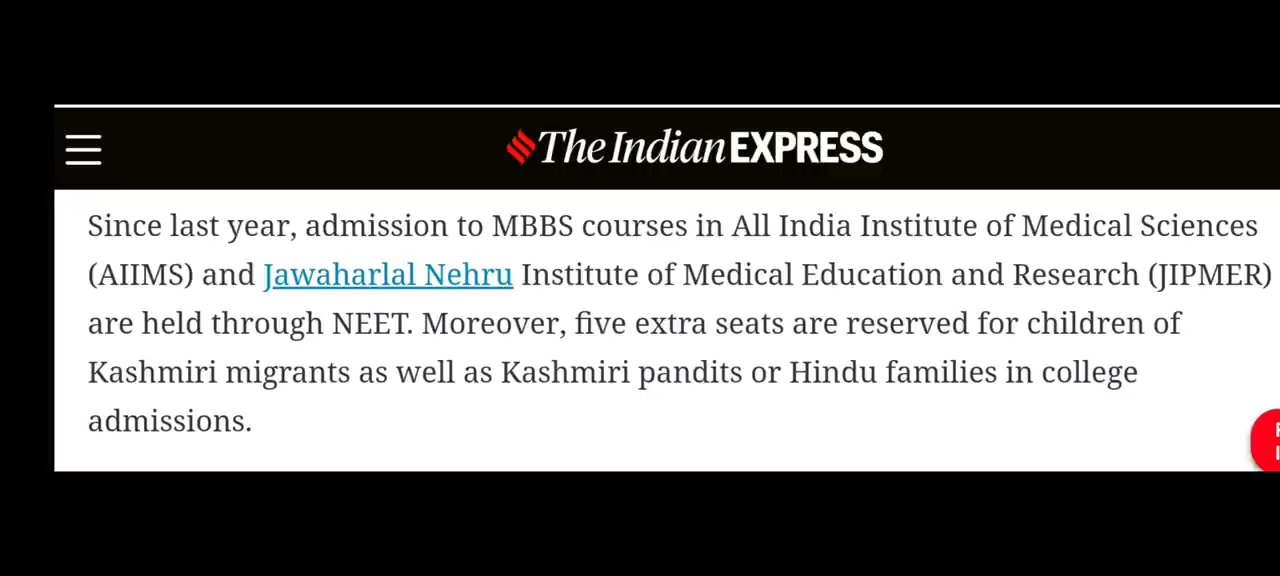 The Indian EXPRESS
Since last year, admission to MBBS courses in All India Institute of Medical Sciences
(AIIMS) and Jawaharlal Nehru Institute of Medical Education and Research (JIPMER)
are held through NEET. Moreover, five extra seats are reserved for children of
Kashmiri migrants as well as Kashmiri pandits or Hindu families in college
admissions.